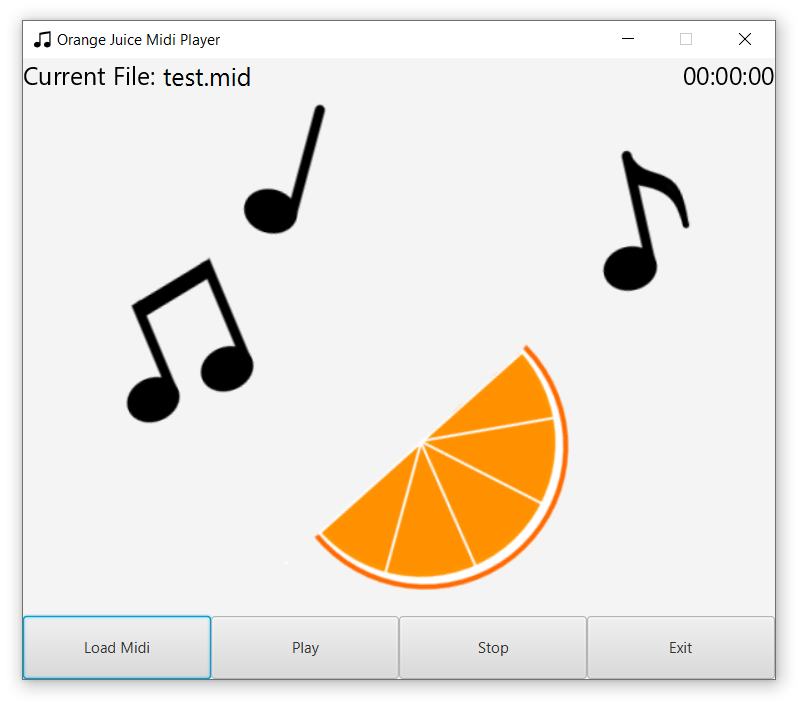 Orange Juice Midi Player
Current File: test.mid 00:00:00
Load Midi Play Stop Exit